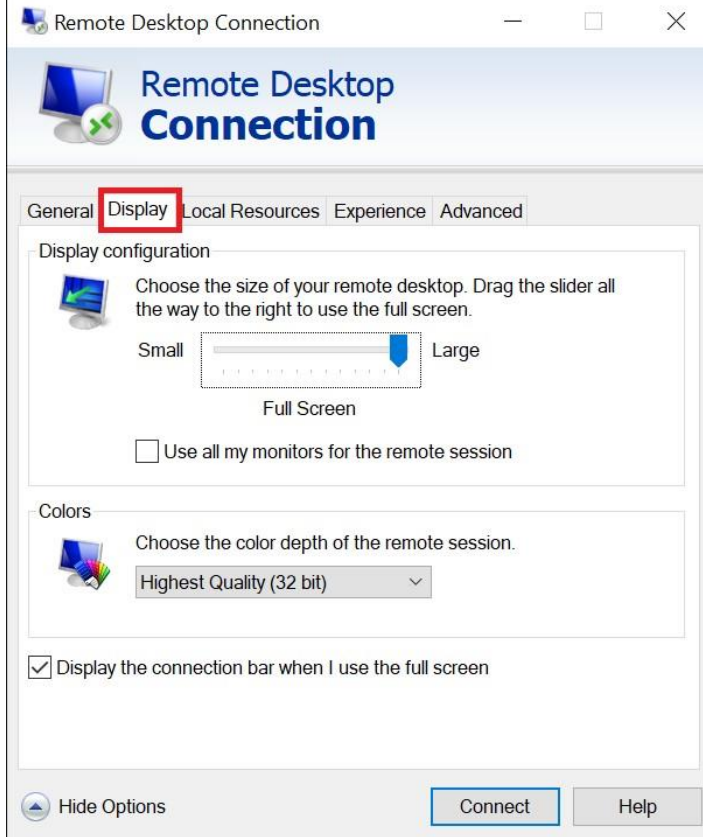 Remote Desktop Connection
Remote Desktop
Connection
General Display Local Resources Experience Advanced
Display configuration
Choose the size of your remote desktop. Drag the slider all
the way to the right to use the full screen.
Small Large
Full Screen
Use all my monitors for the remote session
Colors
Choose the color depth of the remote session.
Highest Quality (32 bit)
Display the connection bar when I use the full screen
Hide Options Connect Help